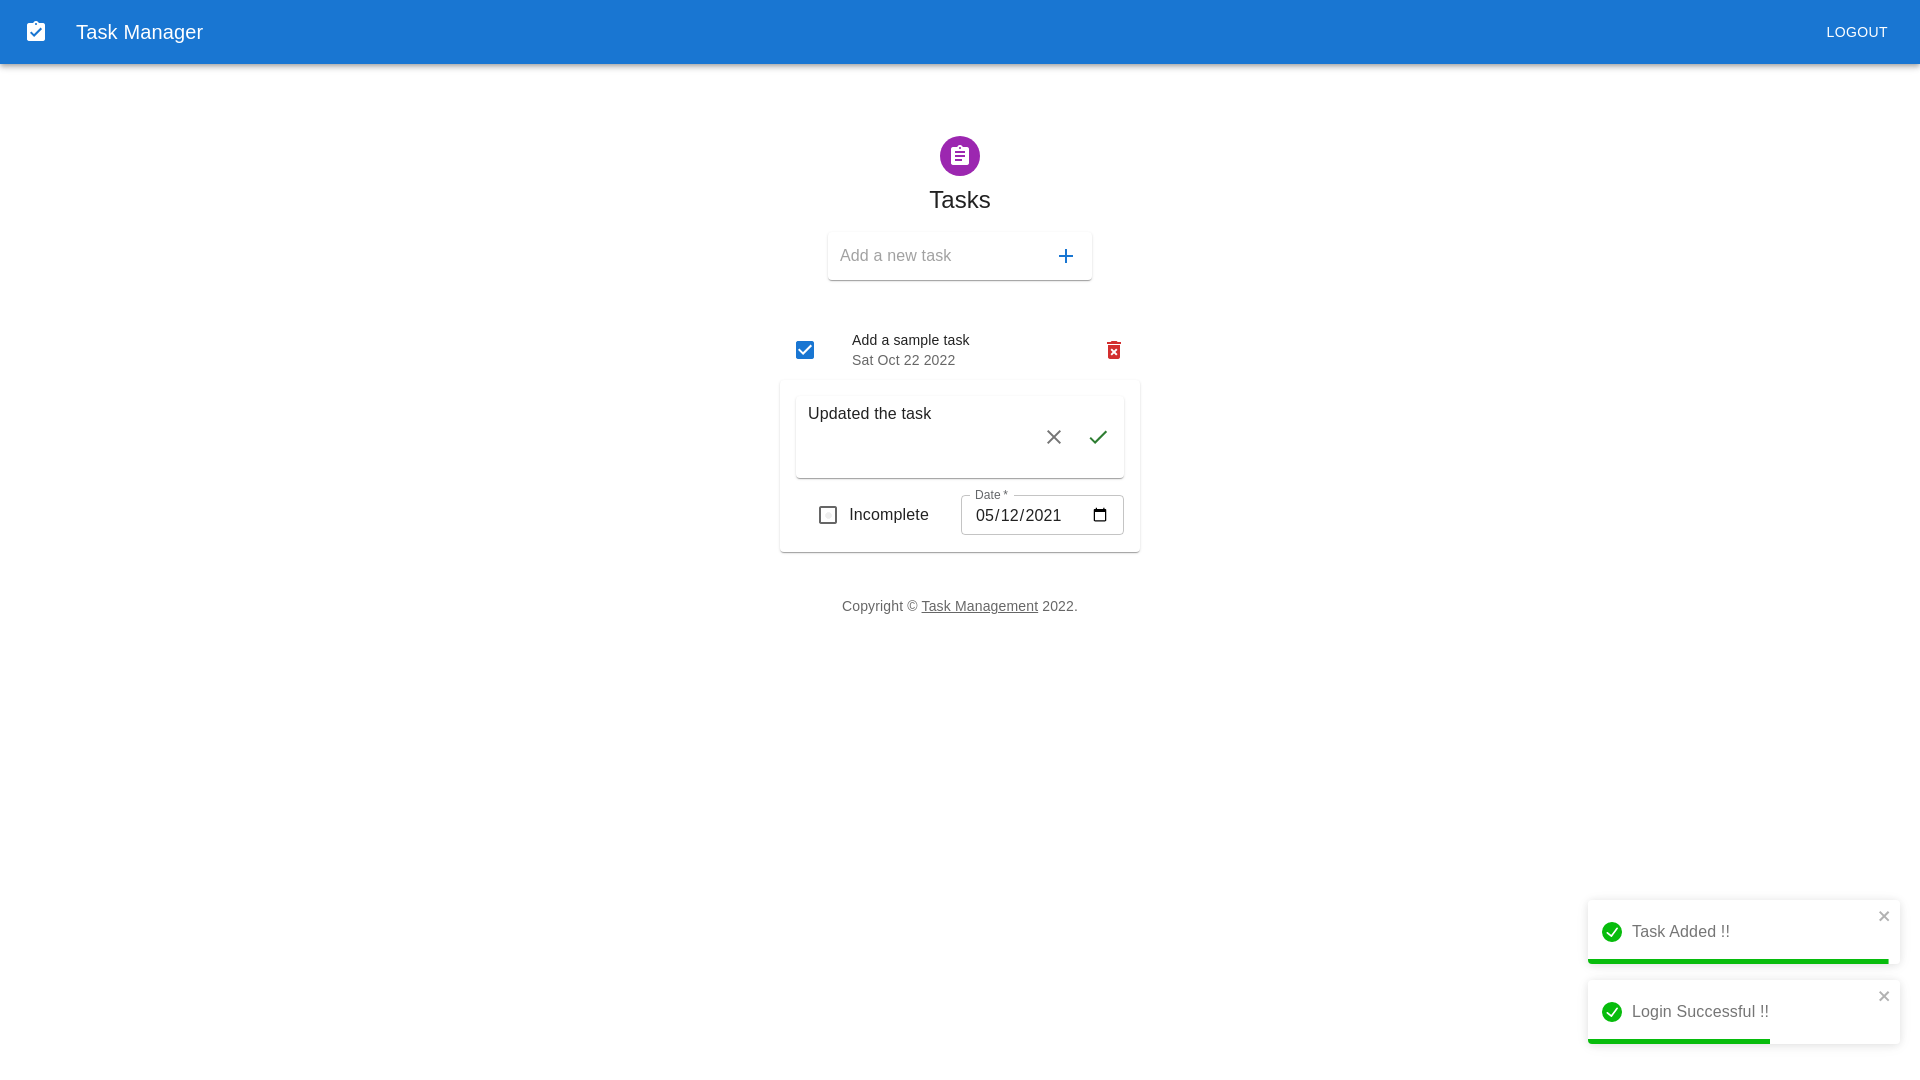 Task Manager
LOGOUT
Tasks
Add a new task
Add a sample task
Sat Oct 22 2022
Updated the task
Incomplete
Date *
05/12/2021
Copyright © Task Management 2022.
Task Added !!
Login Successful !!